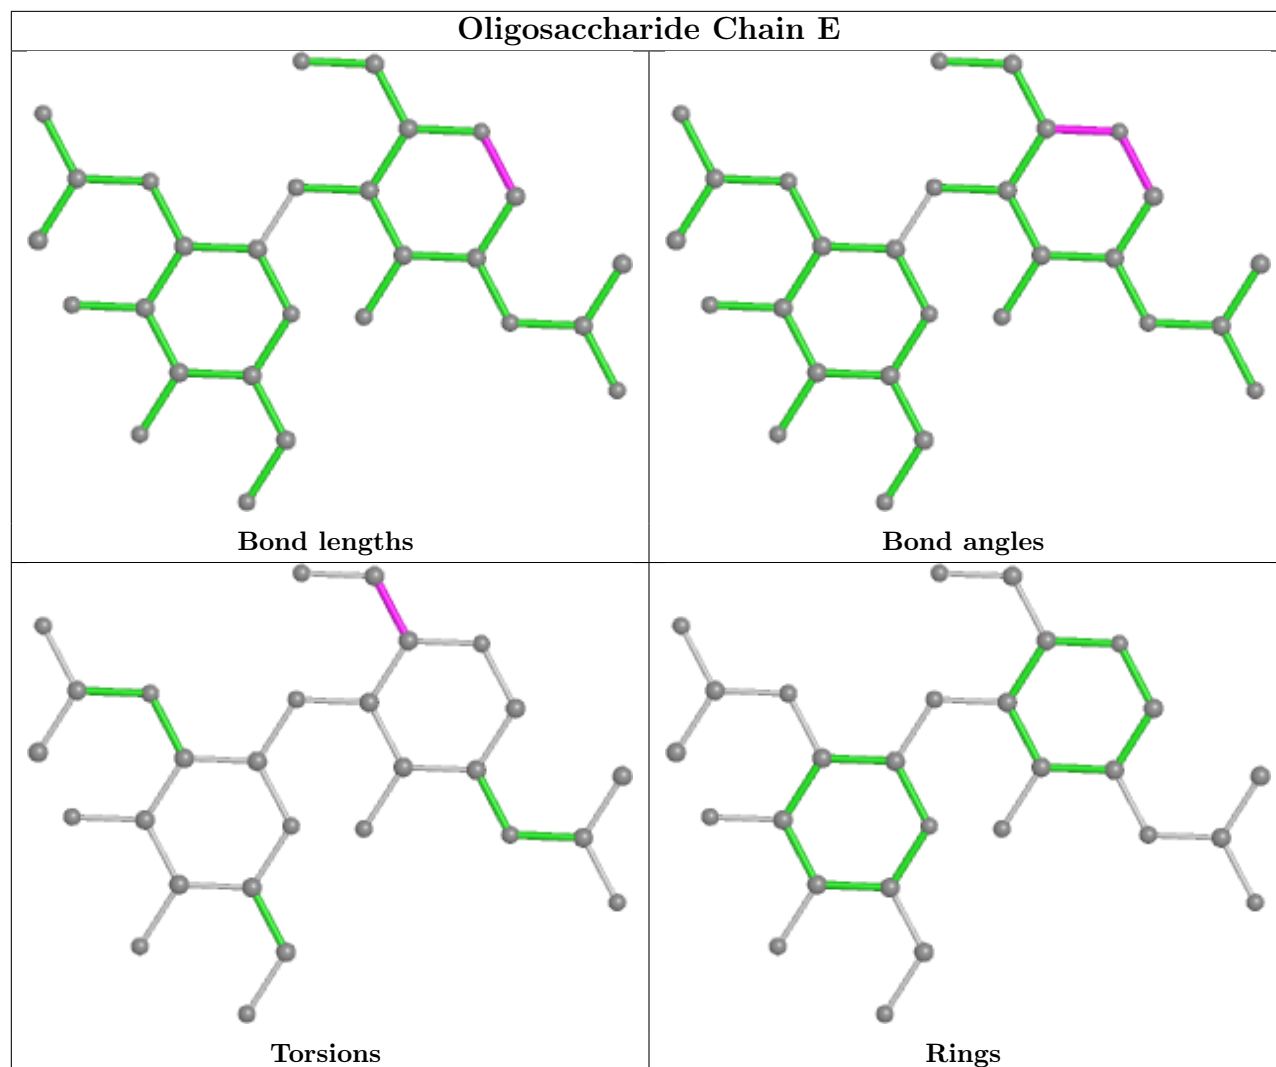 Oligosaccharide Chain E
Bond lengths
Bond angles
Torsions
Rings